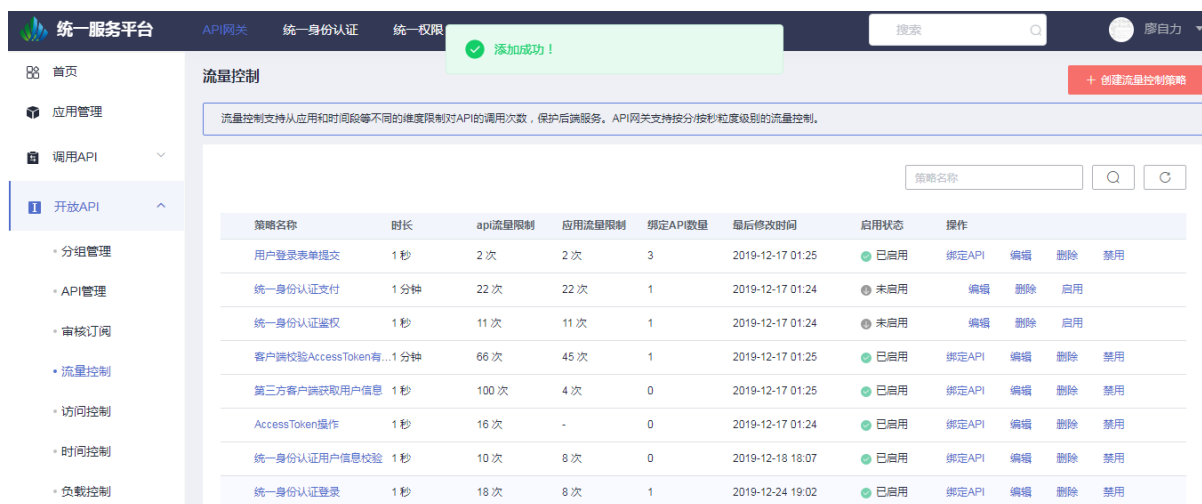 统一服务平台 API网关 统一身份认证 统一权限 添加成功！ 搜索 廖自力
首页
应用管理
调用API
开放API
分组管理
API管理
审核订阅
流量控制
访问控制
时间控制
负载控制
流量控制 + 创建流量控制策略
流量控制支持从应用和时间段等不同的维度限制对API的调用次数，保护后端服务。API网关支持按分/按秒粒度级别的流量控制。
策略名称
策略名称 时长 api流量限制 应用流量限制 绑定API数量 最后修改时间 启用状态 操作
用户登录表单提交 1 秒 2 次 2 次 3 2019-12-17 01:25 已启用 绑定API 编辑 删除 禁用
统一身份认证支付 1 分钟 22 次 22 次 1 2019-12-17 01:24 未启用 编辑 删除 启用
统一身份认证鉴权 1 秒 11 次 11 次 1 2019-12-17 01:24 未启用 编辑 删除 启用
客户端校验AccessToken有... 1 分钟 66 次 45 次 1 2019-12-17 01:25 已启用 绑定API 编辑 删除 禁用
第三方客户端获取用户信息 1 秒 100 次 4 次 0 2019-12-17 01:25 已启用 绑定API 编辑 删除 禁用
AccessToken操作 1 秒 16 次 - 0 2019-12-17 01:24 已启用 绑定API 编辑 删除 禁用
统一身份认证用户信息校验 1 秒 10 次 8 次 0 2019-12-18 18:07 已启用 绑定API 编辑 删除 禁用
统一身份认证登录 1 秒 18 次 8 次 1 2019-12-24 19:02 已启用 绑定API 编辑 删除 禁用